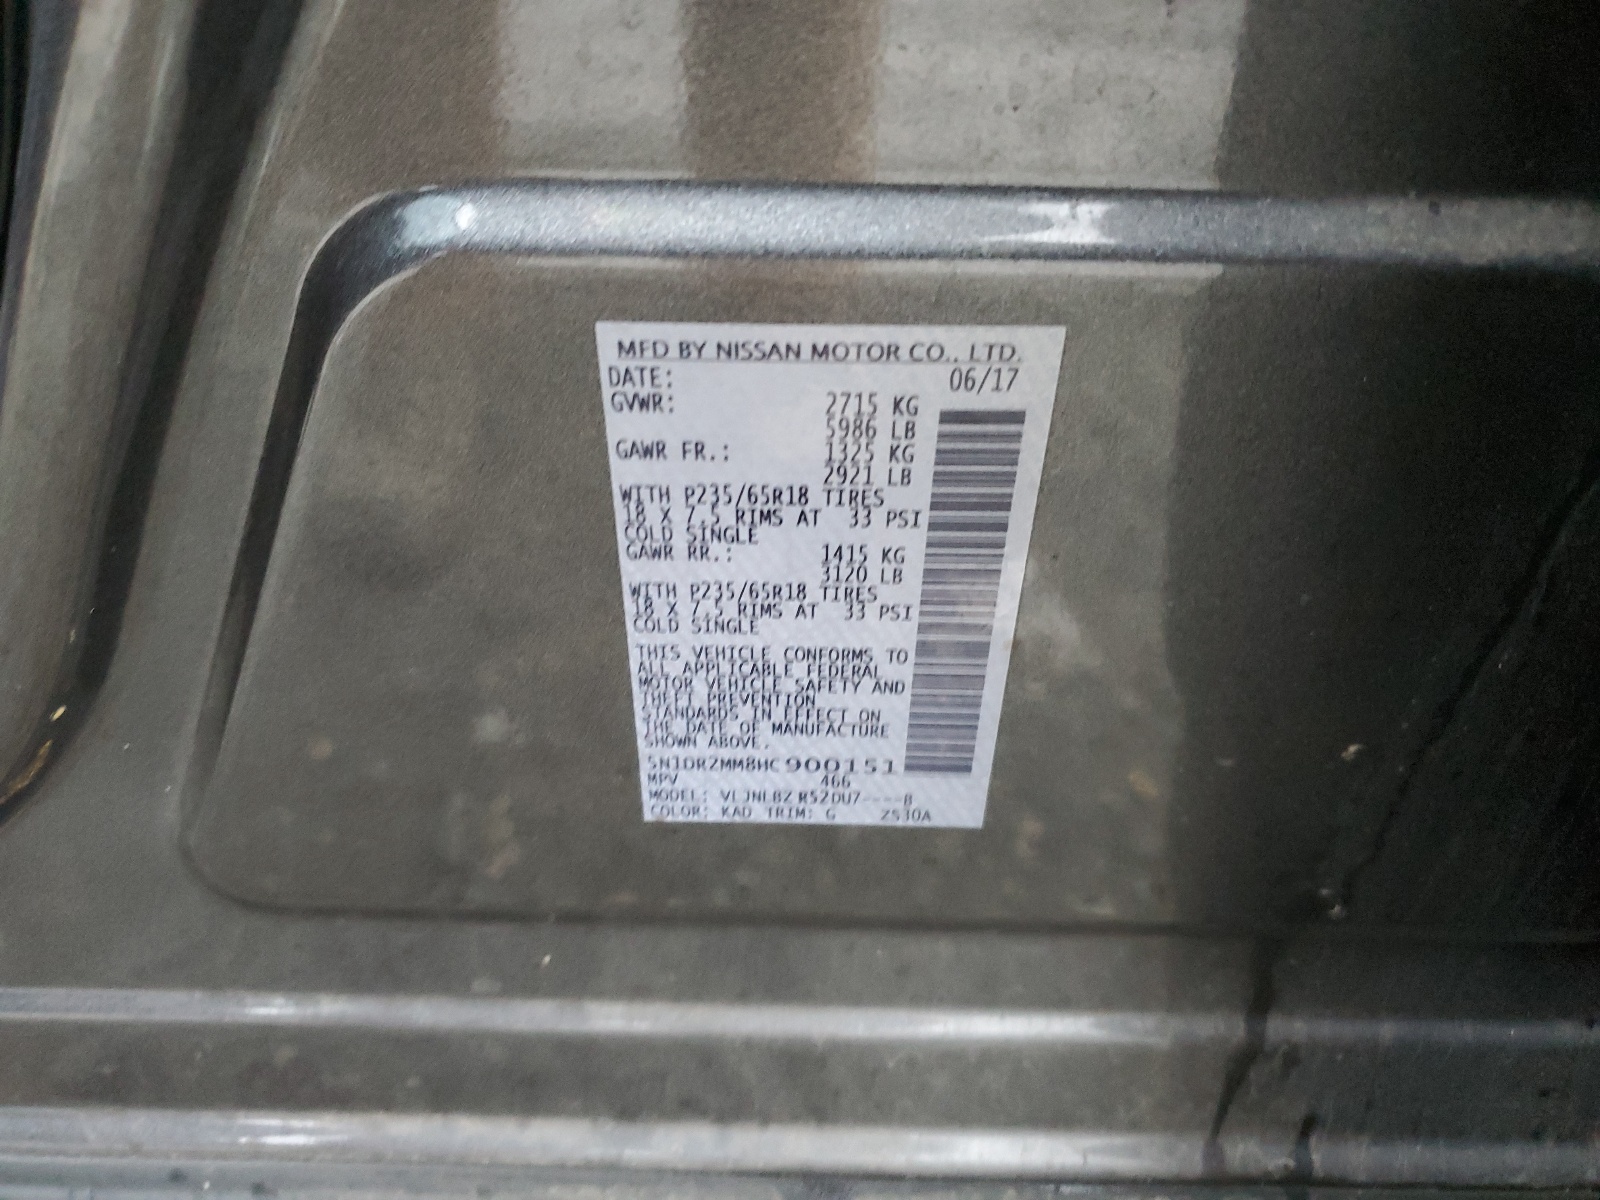 MFD BY NISSAN MOTOR CO., LTD.
DATE: 06/17
GVWR: 2715 KG
5986 LB
GAWR FR.: 1325 KG
2921 LB
WITH P235/65R18 TIRES
18 X 7.5 RIMS AT 33 PSI
COLD SINGLE
GAWR RR.: 1415 KG
3120 LB
WITH P235/65R18 TIRES
18 X 7.5 RIMS AT 33 PSI
COLD SINGLE
THIS VEHICLE CONFORMS TO
ALL APPLICABLE FEDERAL
MOTOR VEHICLE SAFETY AND
THEFT PREVENTION
STANDARDS IN EFFECT ON
THE DATE OF MANUFACTURE
SHOWN ABOVE.
5N1DR2MM8HC900151
MPV 466
MODEL:
COLOR: KAD TRIM: G